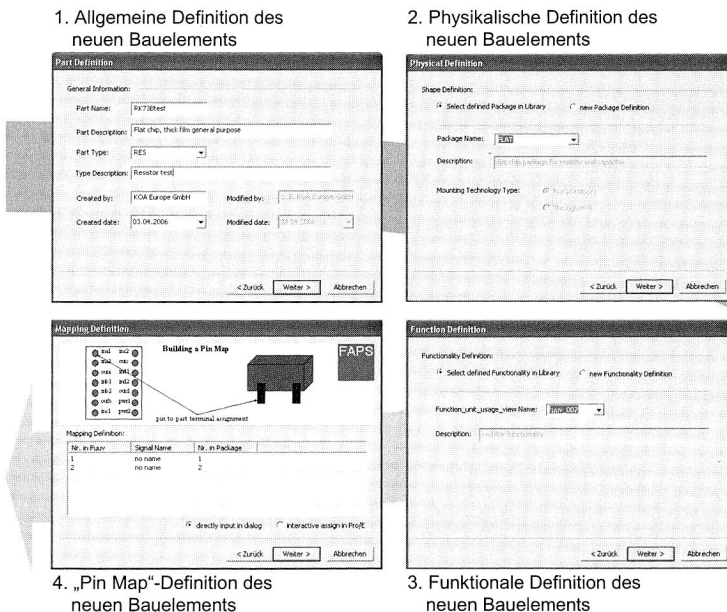 1. Allgemeine Definition des
neuen Bauelements
Part Definition
General Information:
Part Name: RK73Btest
Part Description: Flat chip, thick film general purpose
Part Type: RES
Type Description: Resistor test
Created by: KOA Europe GmbH Modified by:
Created date: 03.04.2006 Modified date:
< Zurück Weiter > Abbrechen
2. Physikalische Definition des
neuen Bauelements
Physical Definition
Shape Definition:
Select defined Package in Library new Package Definition
Package Name: FLAT
Description: flat chip package for resistor and capacitor
Mounting Technology Type:
< Zurück Weiter > Abbrechen
Mapping Definition
Building a Pin Map
FAPS
pin to part terminal assignment
Mapping Definition:
Nr. in Fuuv Signal Name Nr. in Package
1 no name 1
2 no name 2
directly input in dialog interactive assign in Pro/E
< Zurück Weiter > Abbrechen
4. „Pin Map“-Definition des
neuen Bauelements
Function Definition
Functionality Definition:
Select defined Functionality in Library new Functionality Definition
Function_unit_usage_view Name:
Description:
< Zurück Weiter > Abbrechen
3. Funktionale Definition des
neuen Bauelements